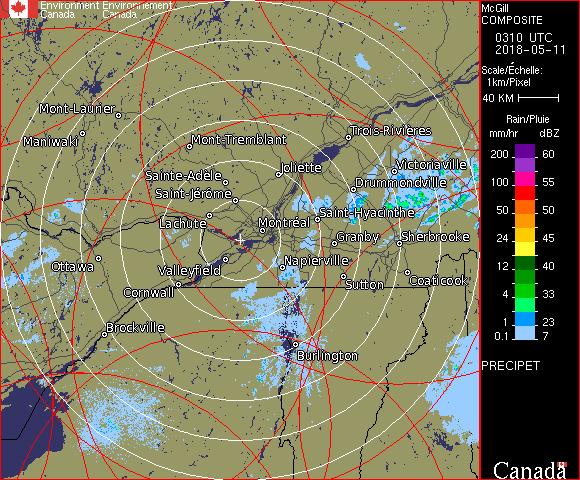 Environment Environnement
Canada Canada
McGill
COMPOSITE
0310 UTC
2018-05-11
Scale/Échelle:
1km/Pixel
40 KM
Rain/Pluie
mm/hr dBZ
200 60
150 57
100 55
50 50
24 45
12 40
4 33
1 23
0.1 7
PRECIPET
Canada
Mont-Laurier
Maniwaki
Mont-Tremblant
Trois-Rivières
Victoriaville
Joliette
Sainte-Adèle
Drummondville
Saint-Jérôme
Lachute
Saint-Hyacinthe
Montréal
Granby
Sherbrooke
Ottawa
Valleyfield
Napierville
Cornwall
Sutton
Coaticook
Brockville
Burlington